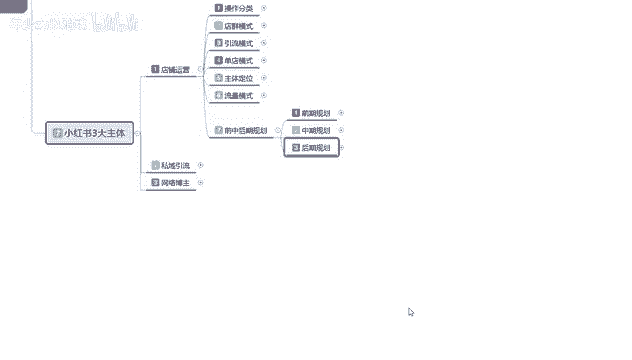 1 操作分类
店群模式
3 引流模式
1 店铺运营
4 单店模式
主体定位
流量模式
1 前期规划
小红书3大主体
7 前中后期规划
中期规划
3 后期规划
私域引流
3 网络博主